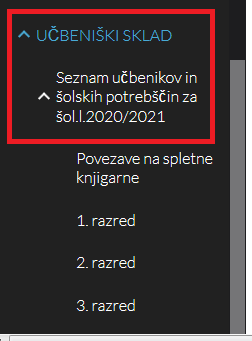 UČBENIŠKI SKLAD
Seznam učbenikov in
šolskih potrebščin za
šol.l.2020/2021
Povezave na spletne
knjigarne
1. razred
2. razred
3. razred